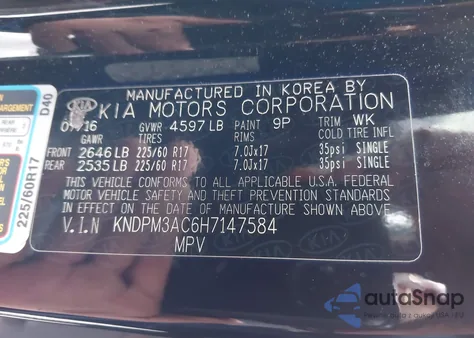 MANUFACTURED IN KOREA BY
KIA KIA MOTORS CORPORATION
07/16 GVWR 4597 LB PAINT 9P TRIM WK
GAWR TIRES COLD TIRE INFL
FRONT 2646 LB 225/60 R17 7.0Jx17 35psi SINGLE
REAR 2535 LB 225/60 R17 7.0Jx17 35psi SINGLE
THIS VEHICLE CONFORMS TO ALL APPLICABLE U.S.A. FEDERAL
MOTOR VEHICLE SAFETY AND THEFT PREVENTION STANDARDS
IN EFFECT ON THE DATE OF MANUFACTURE SHOWN ABOVE.
V.I.N KNDPM3AC6H7147584
MPV
D40
225/60R17
autoSnap